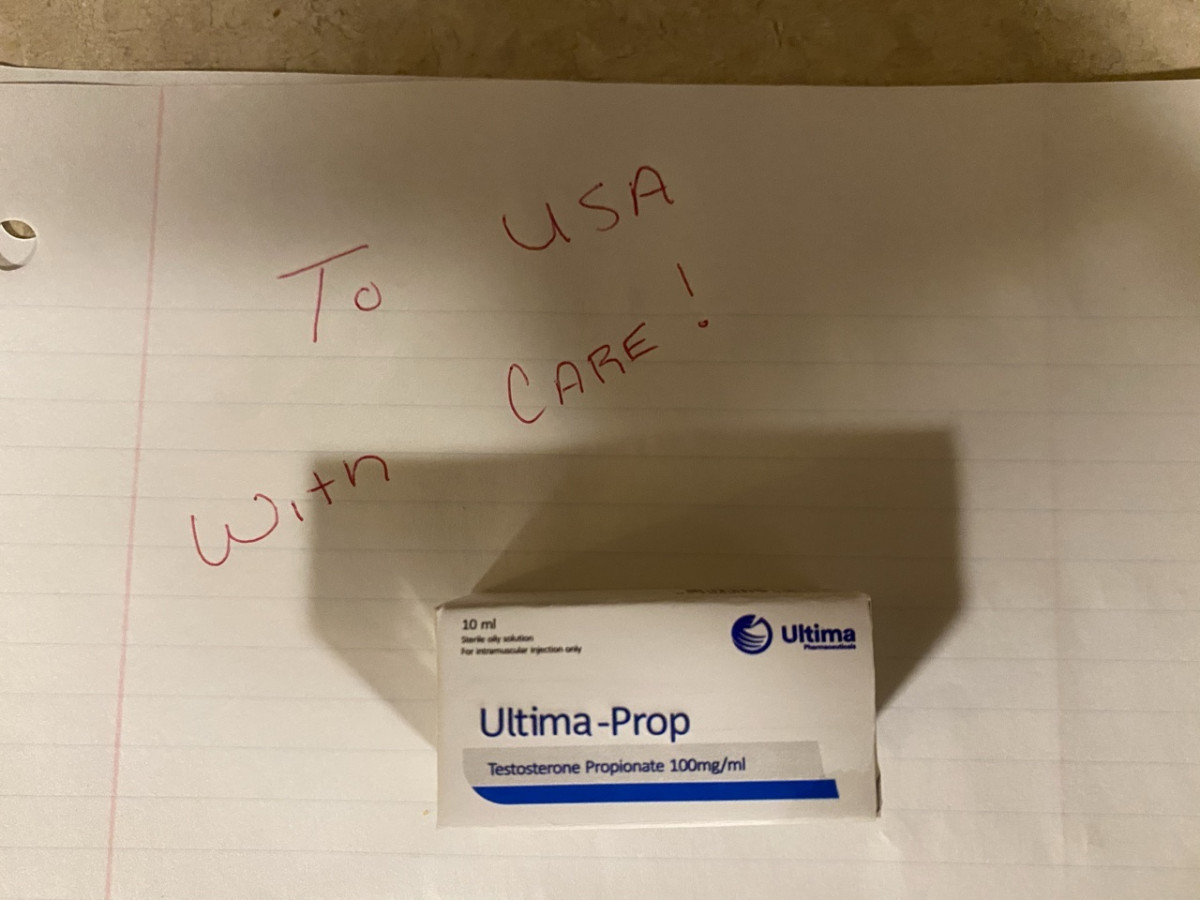 To USA
With CARE!
10 ml
Sterile oily solution
For intramuscular injection only
Ultima
Pharmaceuticals
Ultima-Prop
Testosterone Propionate 100mg/ml